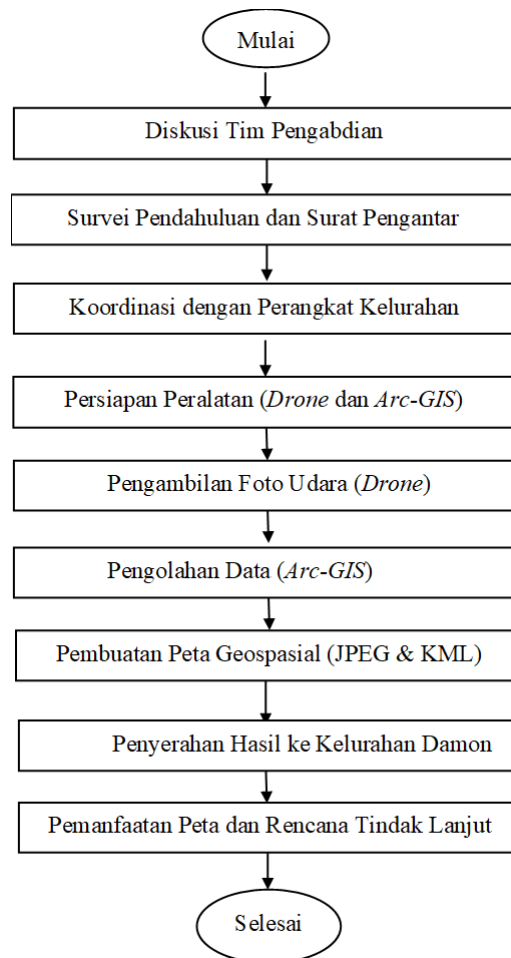 Mulai
Diskusi Tim Pengabdian
Survei Pendahuluan dan Surat Pengantar
Koordinasi dengan Perangkat Kelurahan
Persiapan Peralatan (Drone dan Arc-GIS)
Pengambilan Foto Udara (Drone)
Pengolahan Data (Arc-GIS)
Pembuatan Peta Geospasial (JPEG & KML)
Penyerahan Hasil ke Kelurahan Damon
Pemanfaatan Peta dan Rencana Tindak Lanjut
Selesai